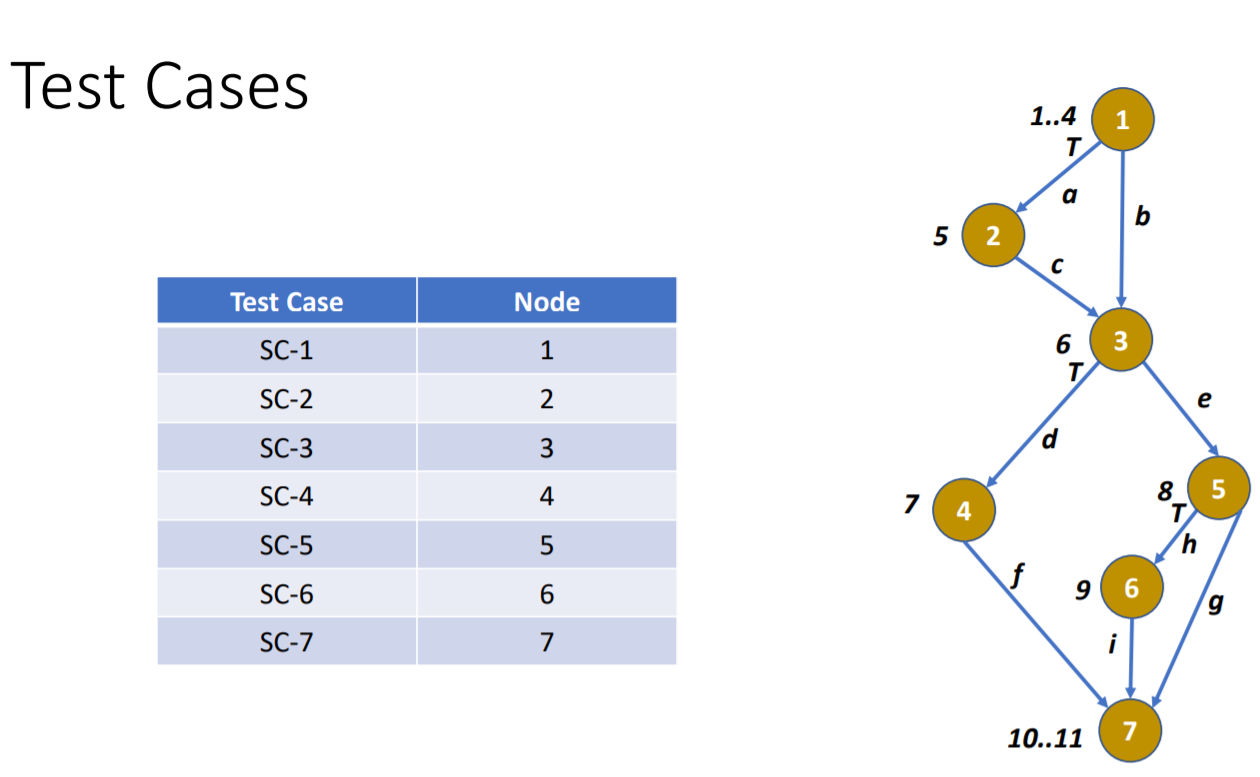 Test Cases
Test Case Node
SC-1 1
SC-2 2
SC-3 3
SC-4 4
SC-5 5
SC-6 6
SC-7 7
1..4 1
T
a
b
5 2
c
6 3
T
e
d
7 4
8 5
T
h
f
9 6
g
i
10..11 7